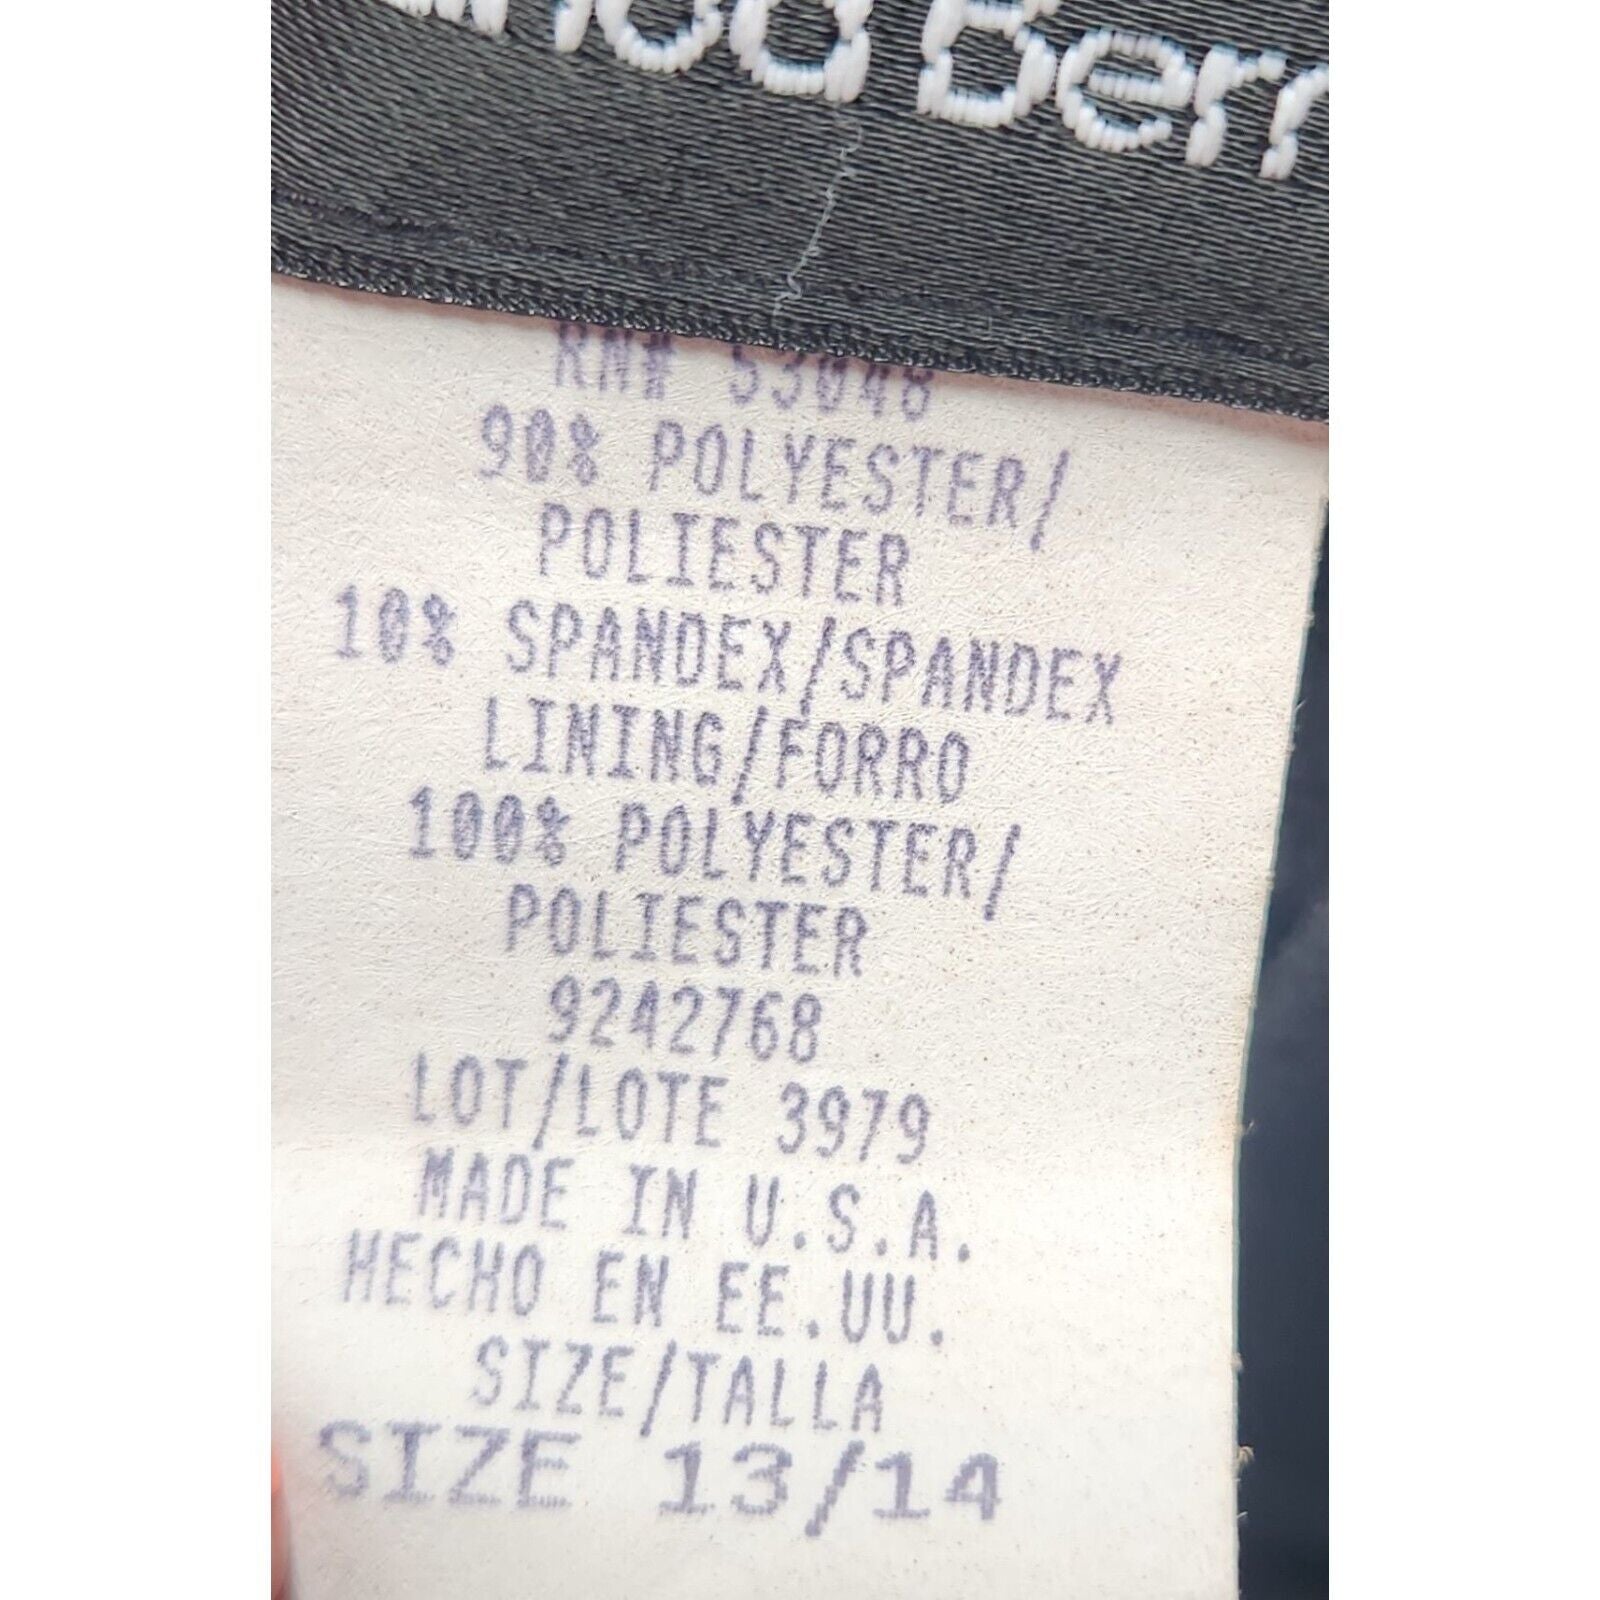 RN# 53048
90% POLYESTER/
POLIESTER
10% SPANDEX/SPANDEX
LINING/FORRO
100% POLYESTER/
POLIESTER
9242768
LOT/LOTE 3979
MADE IN U.S.A.
HECHO EN EE.UU.
SIZE/TALLA
SIZE 13/14